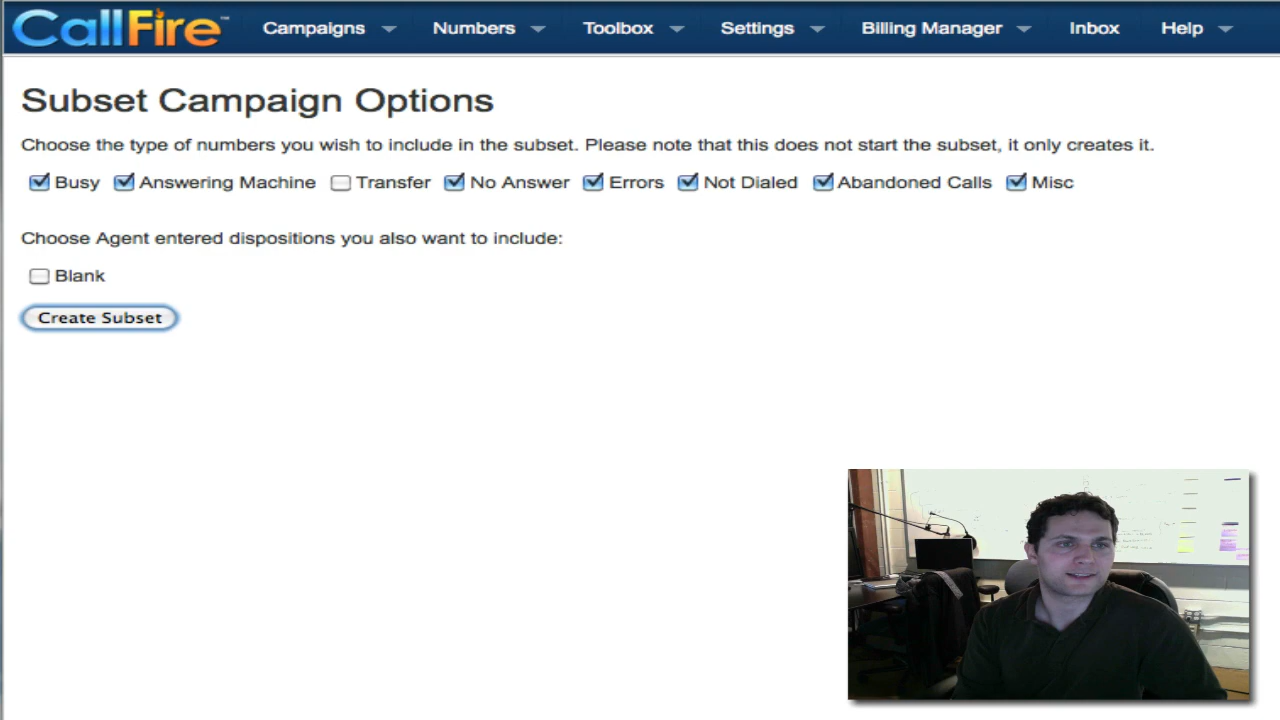 CallFire™ Campaigns Numbers Toolbox Settings Billing Manager Inbox Help
Subset Campaign Options
Choose the type of numbers you wish to include in the subset. Please note that this does not start the subset, it only creates it.
Busy Answering Machine Transfer No Answer Errors Not Dialed Abandoned Calls Misc
Choose Agent entered dispositions you also want to include:
Blank
Create Subset